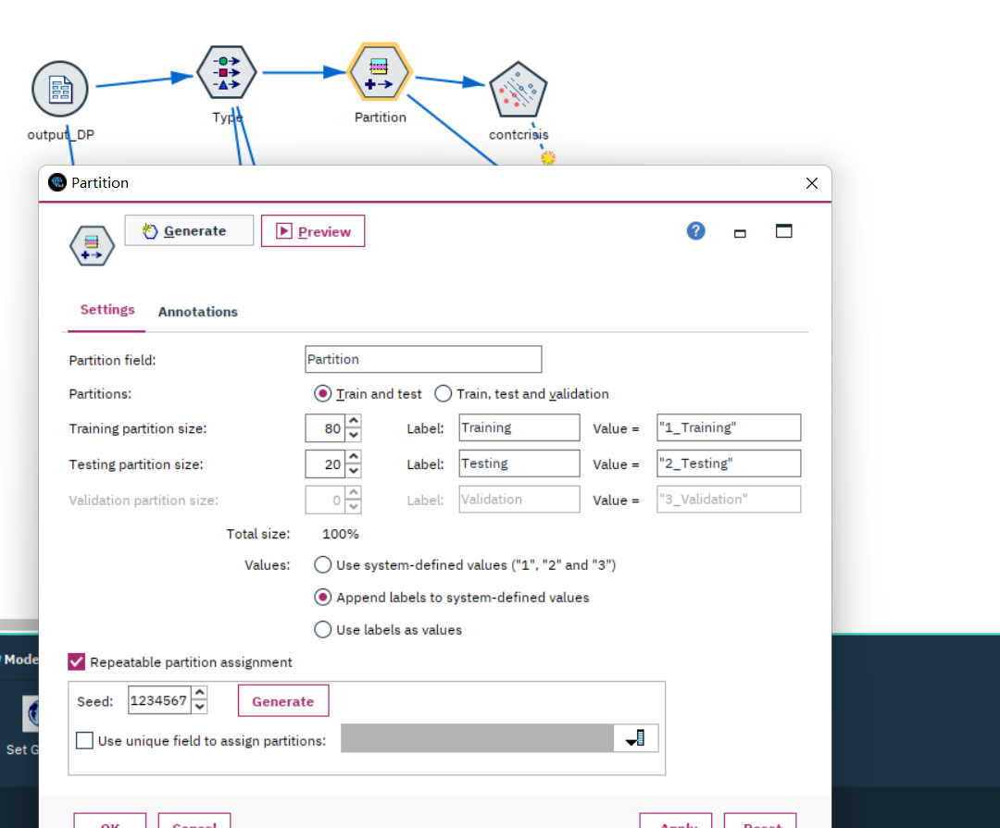 output_DP
Type
Partition
contcrisis
Partition
Generate
Preview
?
Settings
Annotations
Partition field:
Partition
Partitions:
Train and test
Train, test and validation
Training partition size:
80
Label:
Training
Value =
"1_Training"
Testing partition size:
20
Label:
Testing
Value =
"2_Testing"
Validation partition size:
0
Label:
Validation
Value =
"3_Validation"
Total size:
100%
Values:
Use system-defined values ("1", "2" and "3")
Append labels to system-defined values
Use labels as values
Mode
Repeatable partition assignment
Seed:
1234567
Generate
Use unique field to assign partitions:
Set G
OK
Cancel
Apply
Reset